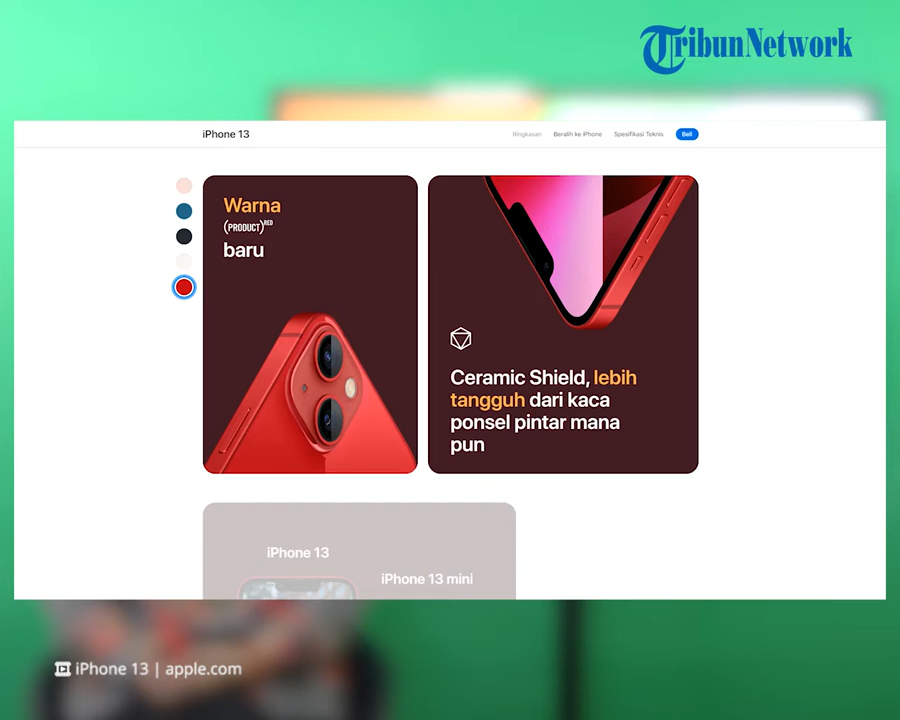 TribunNetwork
iPhone 13
Ringkasan
Beralih ke iPhone
Spesifikasi Teknis
Beli
Warna
(PRODUCT)RED
baru
Ceramic Shield, lebih
tangguh dari kaca
ponsel pintar mana
pun
iPhone 13
iPhone 13 mini
iPhone 13 | apple.com